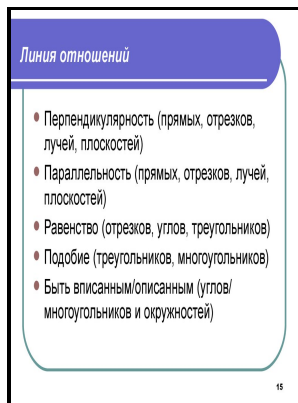 Линия отношений
• Перпендикулярность (прямых, отрезков,
лучей, плоскостей)
• Параллельность (прямых, отрезков, лучей,
плоскостей)
• Равенство (отрезков, углов, треугольников)
• Подобие (треугольников, многоугольников)
• Быть вписанным/описанным (углов/
многоугольников и окружностей)
15